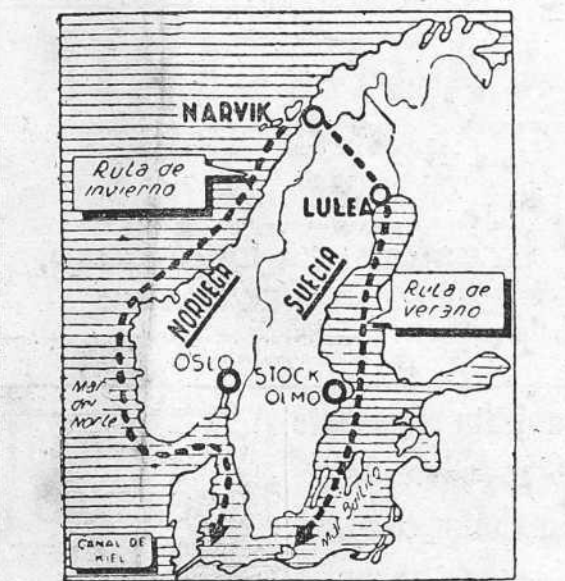 NARVIK
Ruta de
invierno
LULEA
NORUEGA
SUECIA
Ruta de
verano
OSLO
STOCK
OLMO
Mar
del
Norte
Mar Baltico
CANAL DE
KIEL